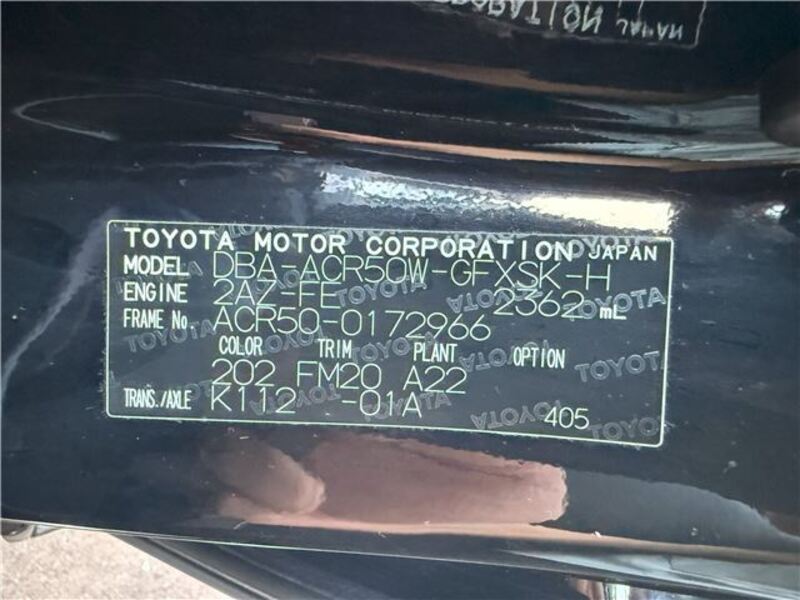 TOYOTA MOTOR CORPORATION JAPAN
MODEL DBA-ACR50W-GFXSK-H
ENGINE 2AZ-FE 2362 mL
FRAME No. ACR50-0172966
COLOR TRIM PLANT OPTION
202 FM20 A22
TRANS./AXLE K112 -01A 405